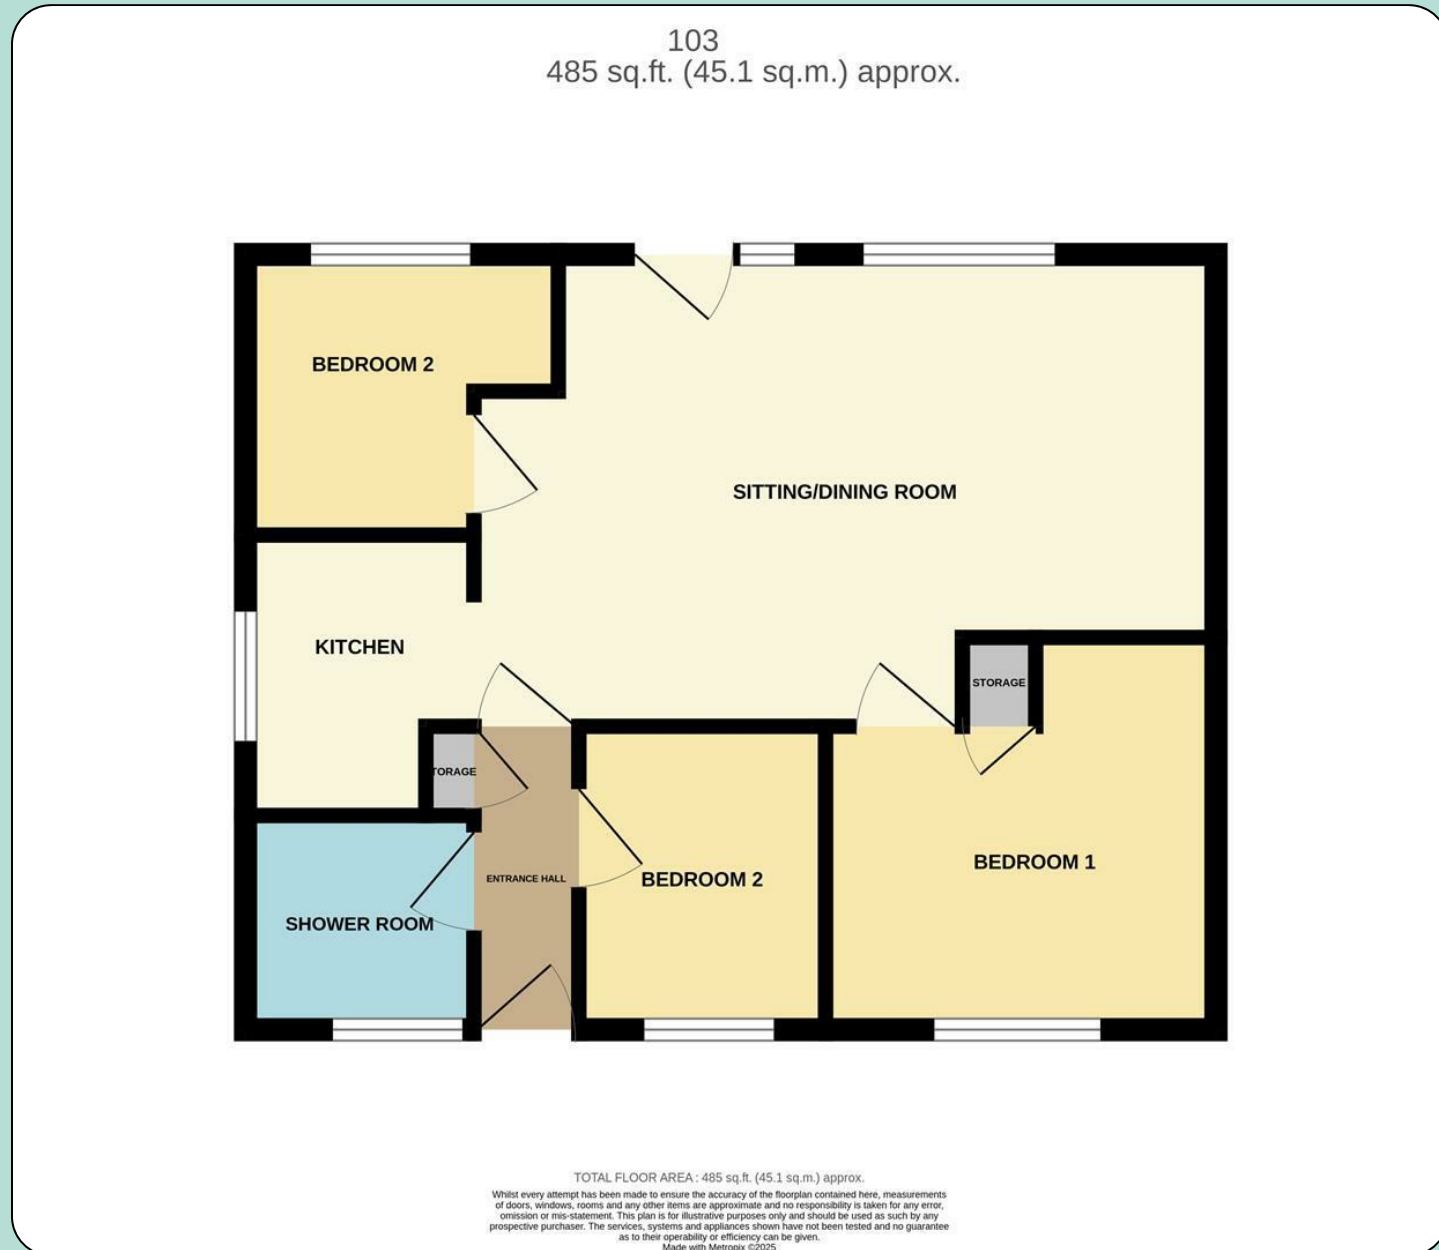 103
485 sq.ft. (45.1 sq.m.) approx.
BEDROOM 2
SITTING/DINING ROOM
KITCHEN
STORAGE
TORAGE
BEDROOM 1
ENTRANCE HALL
BEDROOM 2
SHOWER ROOM
TOTAL FLOOR AREA : 485 sq.ft. (45.1 sq.m.) approx.
Whilst every attempt has been made to ensure the accuracy of the floorplan contained here, measurements
of doors, windows, rooms and any other items are approximate and no responsibility is taken for any error,
omission or mis-statement. This plan is for illustrative purposes only and should be used as such by any
prospective purchaser. The services, systems and appliances shown have not been tested and no guarantee
as to their operability or efficiency can be given.
Made with Metropix ©2025